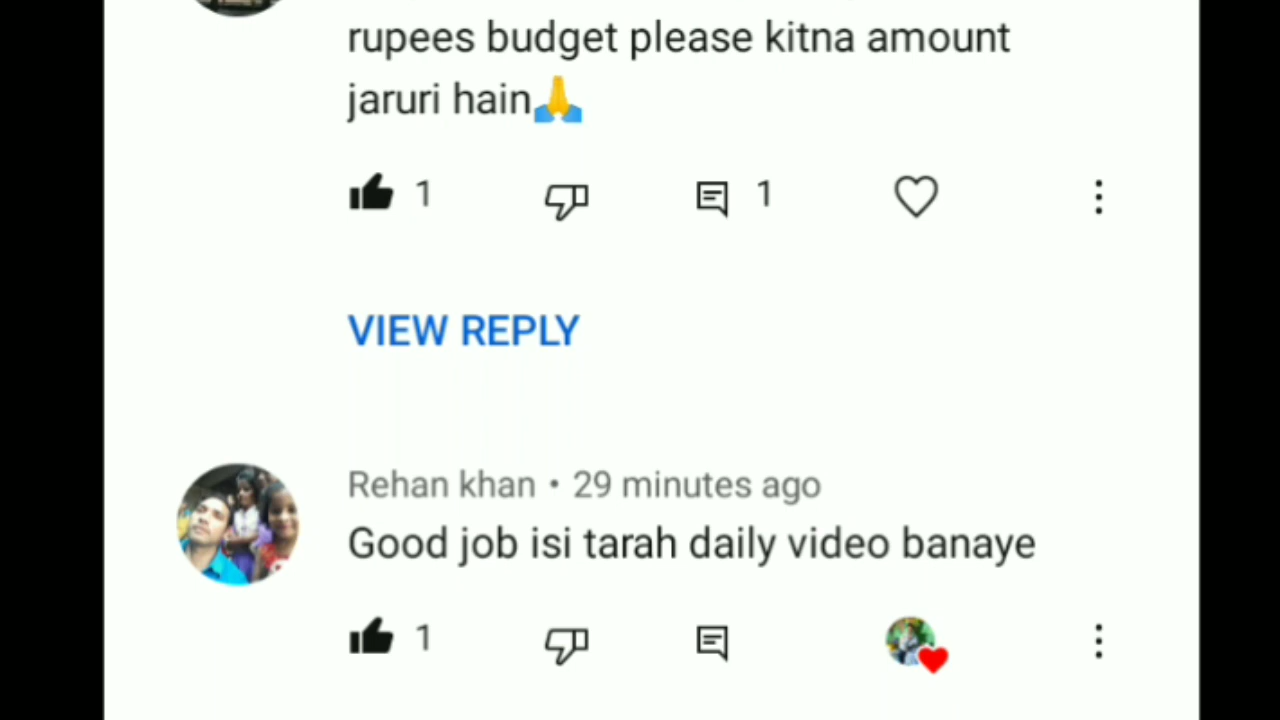 rupees budget please kitna amount
jaruri hain🙏
1 1
VIEW REPLY
Rehan khan • 29 minutes ago
Good job isi tarah daily video banaye
1